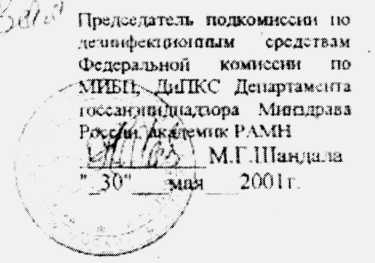 Председатель подкомиссии по
дезинфекционным средствам
Федеральной комиссии по
МИБП, ДиПКС Департамента
госсанэпиднадзора Минздрава
России, академик РАМН
М.Г.Шандала
"_30"___мая___2001г.